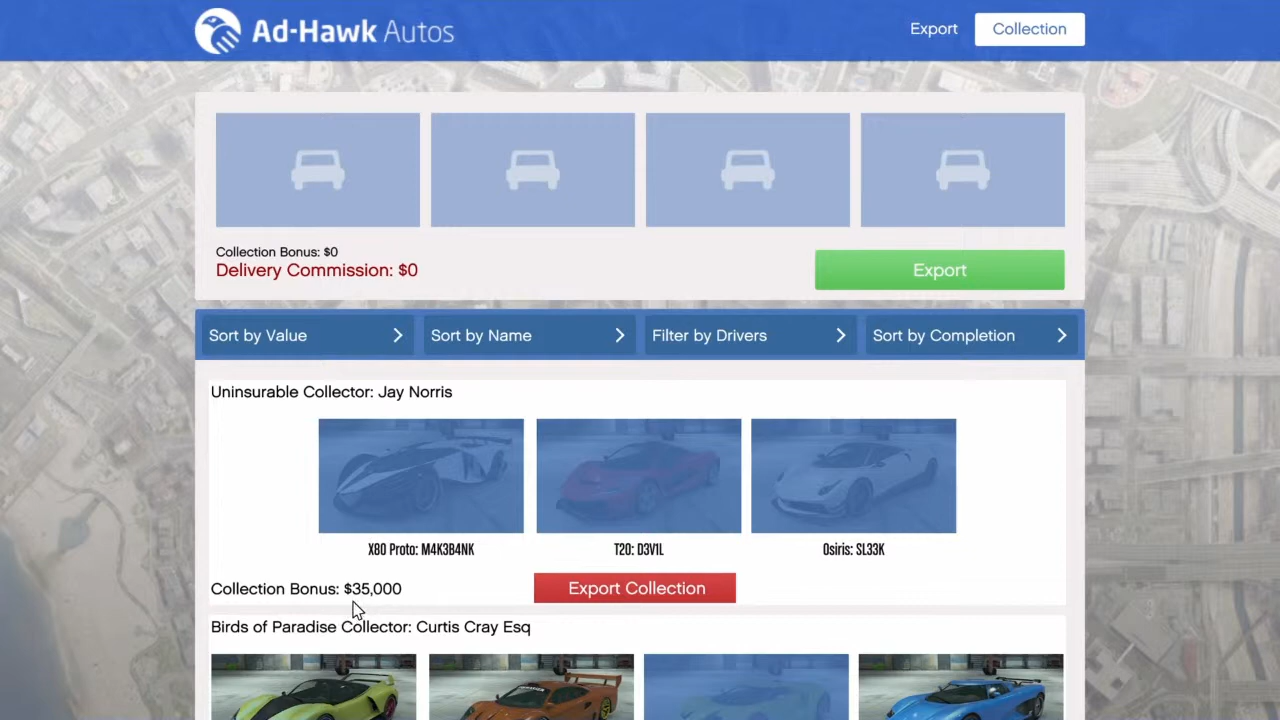 Ad-Hawk Autos
Export
Collection
Collection Bonus: $0
Delivery Commission: $0
Export
Sort by Value
Sort by Name
Filter by Drivers
Sort by Completion
Uninsurable Collector: Jay Norris
X80 Proto: M4K3B4NK
T20: D3V1L
Osiris: SL33K
Collection Bonus: $35,000
Export Collection
Birds of Paradise Collector: Curtis Cray Esq